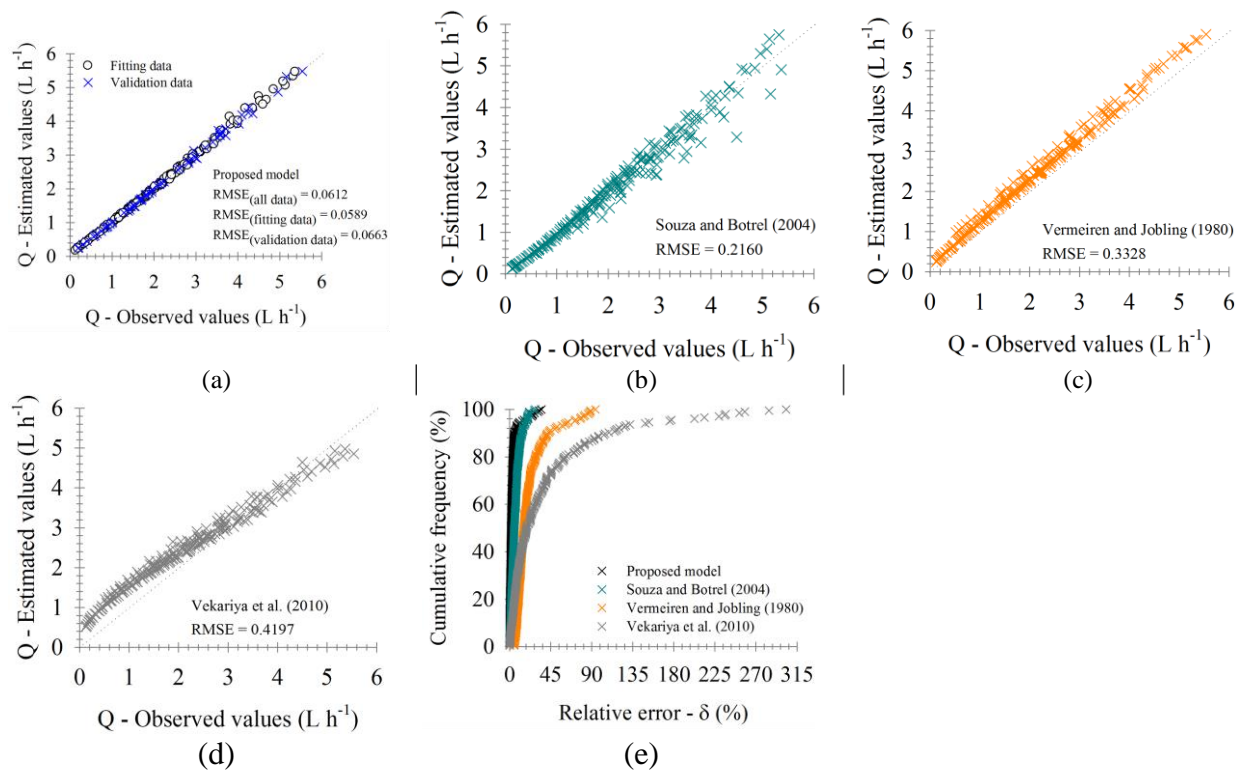 6
5
4
3
2
1
0
Q - Estimated values (L h-1)
Fitting data
Validation data
Proposed model
RMSE(all data) = 0.0612
RMSE(fitting data) = 0.0589
RMSE(validation data) = 0.0663
0 1 2 3 4 5 6
Q - Observed values (L h-1)
(a)
6
5
4
3
2
1
0
Q - Estimated values (L h-1)
Souza and Botrel (2004)
RMSE = 0.2160
0 1 2 3 4 5 6
Q - Observed values (L h-1)
(b)
6
5
4
3
2
1
0
Q - Estimated values (L h-1)
Vermeiren and Jobling (1980)
RMSE = 0.3328
0 1 2 3 4 5 6
Q - Observed values (L h-1)
(c)
6
5
4
3
2
1
0
Q - Estimated values (L h-1)
Vekariya et al. (2010)
RMSE = 0.4197
0 1 2 3 4 5 6
Q - Observed values (L h-1)
(d)
100
80
60
40
20
0
Cumulative frequency (%)
Proposed model
Souza and Botrel (2004)
Vermeiren and Jobling (1980)
Vekariya et al. (2010)
0 45 90 135 180 225 270 315
Relative error - δ (%)
(e)